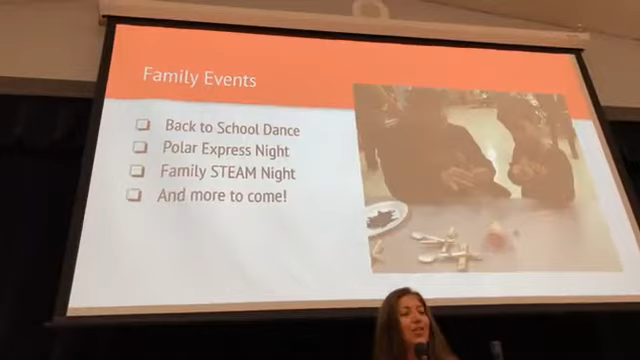 Family Events
Back to School Dance
Polar Express Night
Family STEAM Night
And more to come!